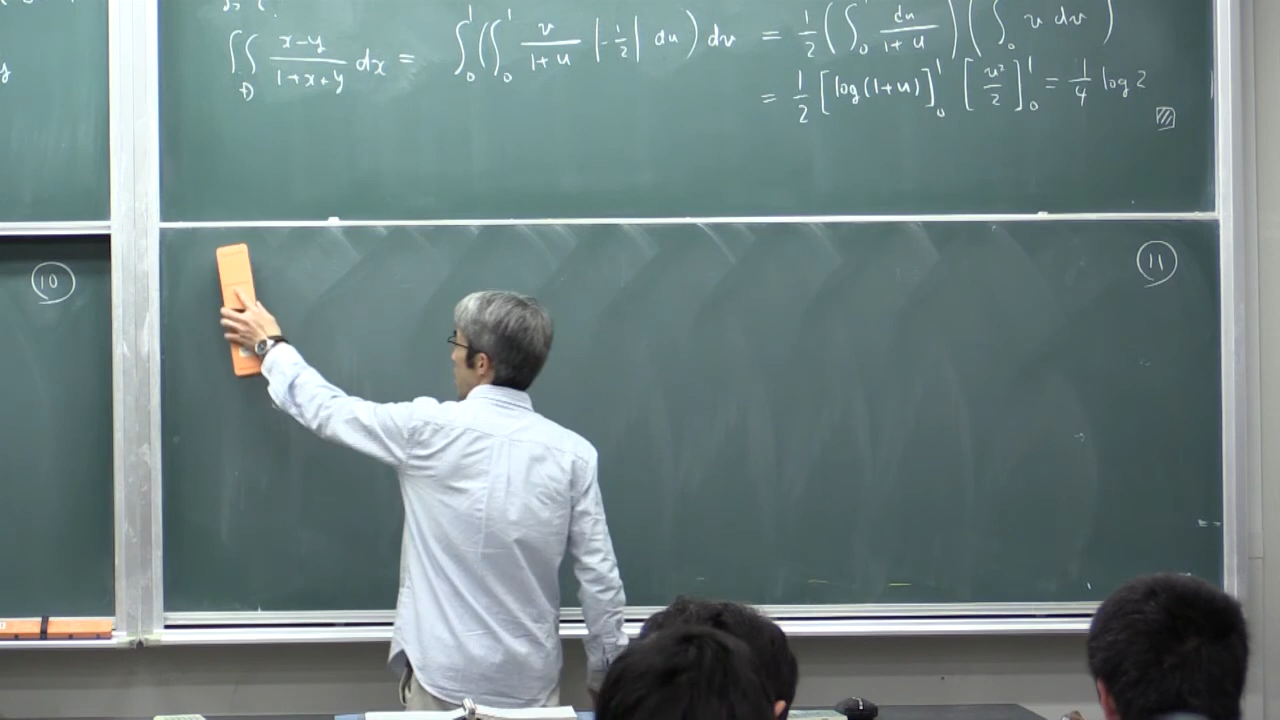 y
∬_D (x-y)/(1+x+y) dx = ∫_0^1 (∫_0^1 v/(1+u) |-1/2| du) dv = 1/2 (∫_0^1 du/(1+u)) (∫_0^1 v dv)
= 1/2 [log(1+u)]_0^1 [v²/2]_0^1 = 1/4 log 2
⑩
⑪